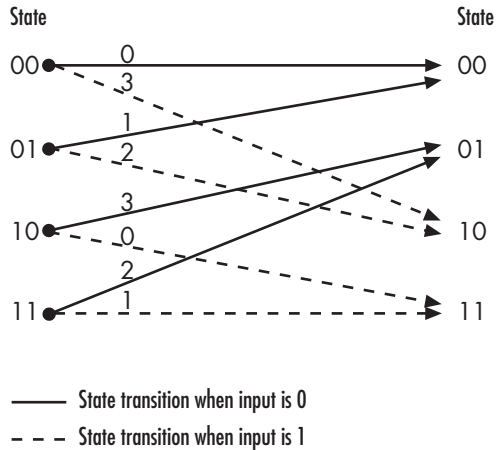 State State
00 0 00
3
01 1 01
2
10 3 10
0
11 2 11
1
State transition when input is 0
State transition when input is 1